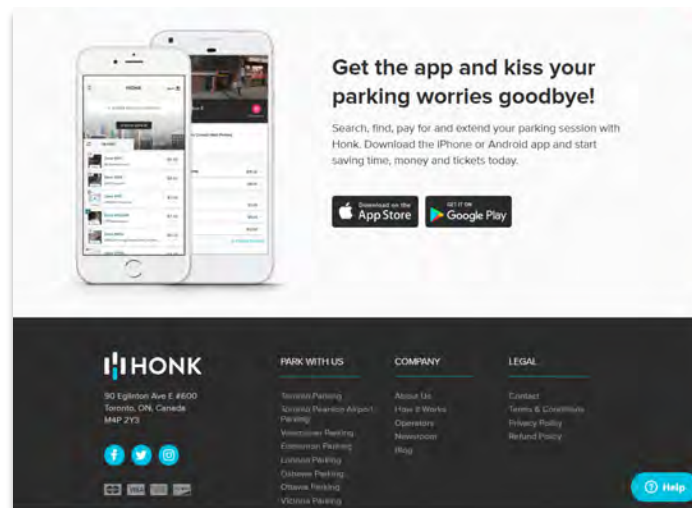 HONK
Get the app and kiss your
parking worries goodbye!
Search, find, pay for and extend your parking session with
Honk. Download the iPhone or Android app and start
saving time, money and tickets today.
Download on the
App Store
GET IT ON
Google Play
HONK
90 Eglinton Ave E #600
Toronto, ON, Canada
M4P 2Y3
VISA
PARK WITH US
Toronto Parking
Toronto Pearson Airport
Parking
Vancouver Parking
Edmonton Parking
London Parking
Oshawa Parking
Ottawa Parking
Victoria Parking
COMPANY
About Us
How it Works
Operators
Newsroom
Blog
LEGAL
Contact
Terms & Conditions
Privacy Policy
Refund Policy
Help